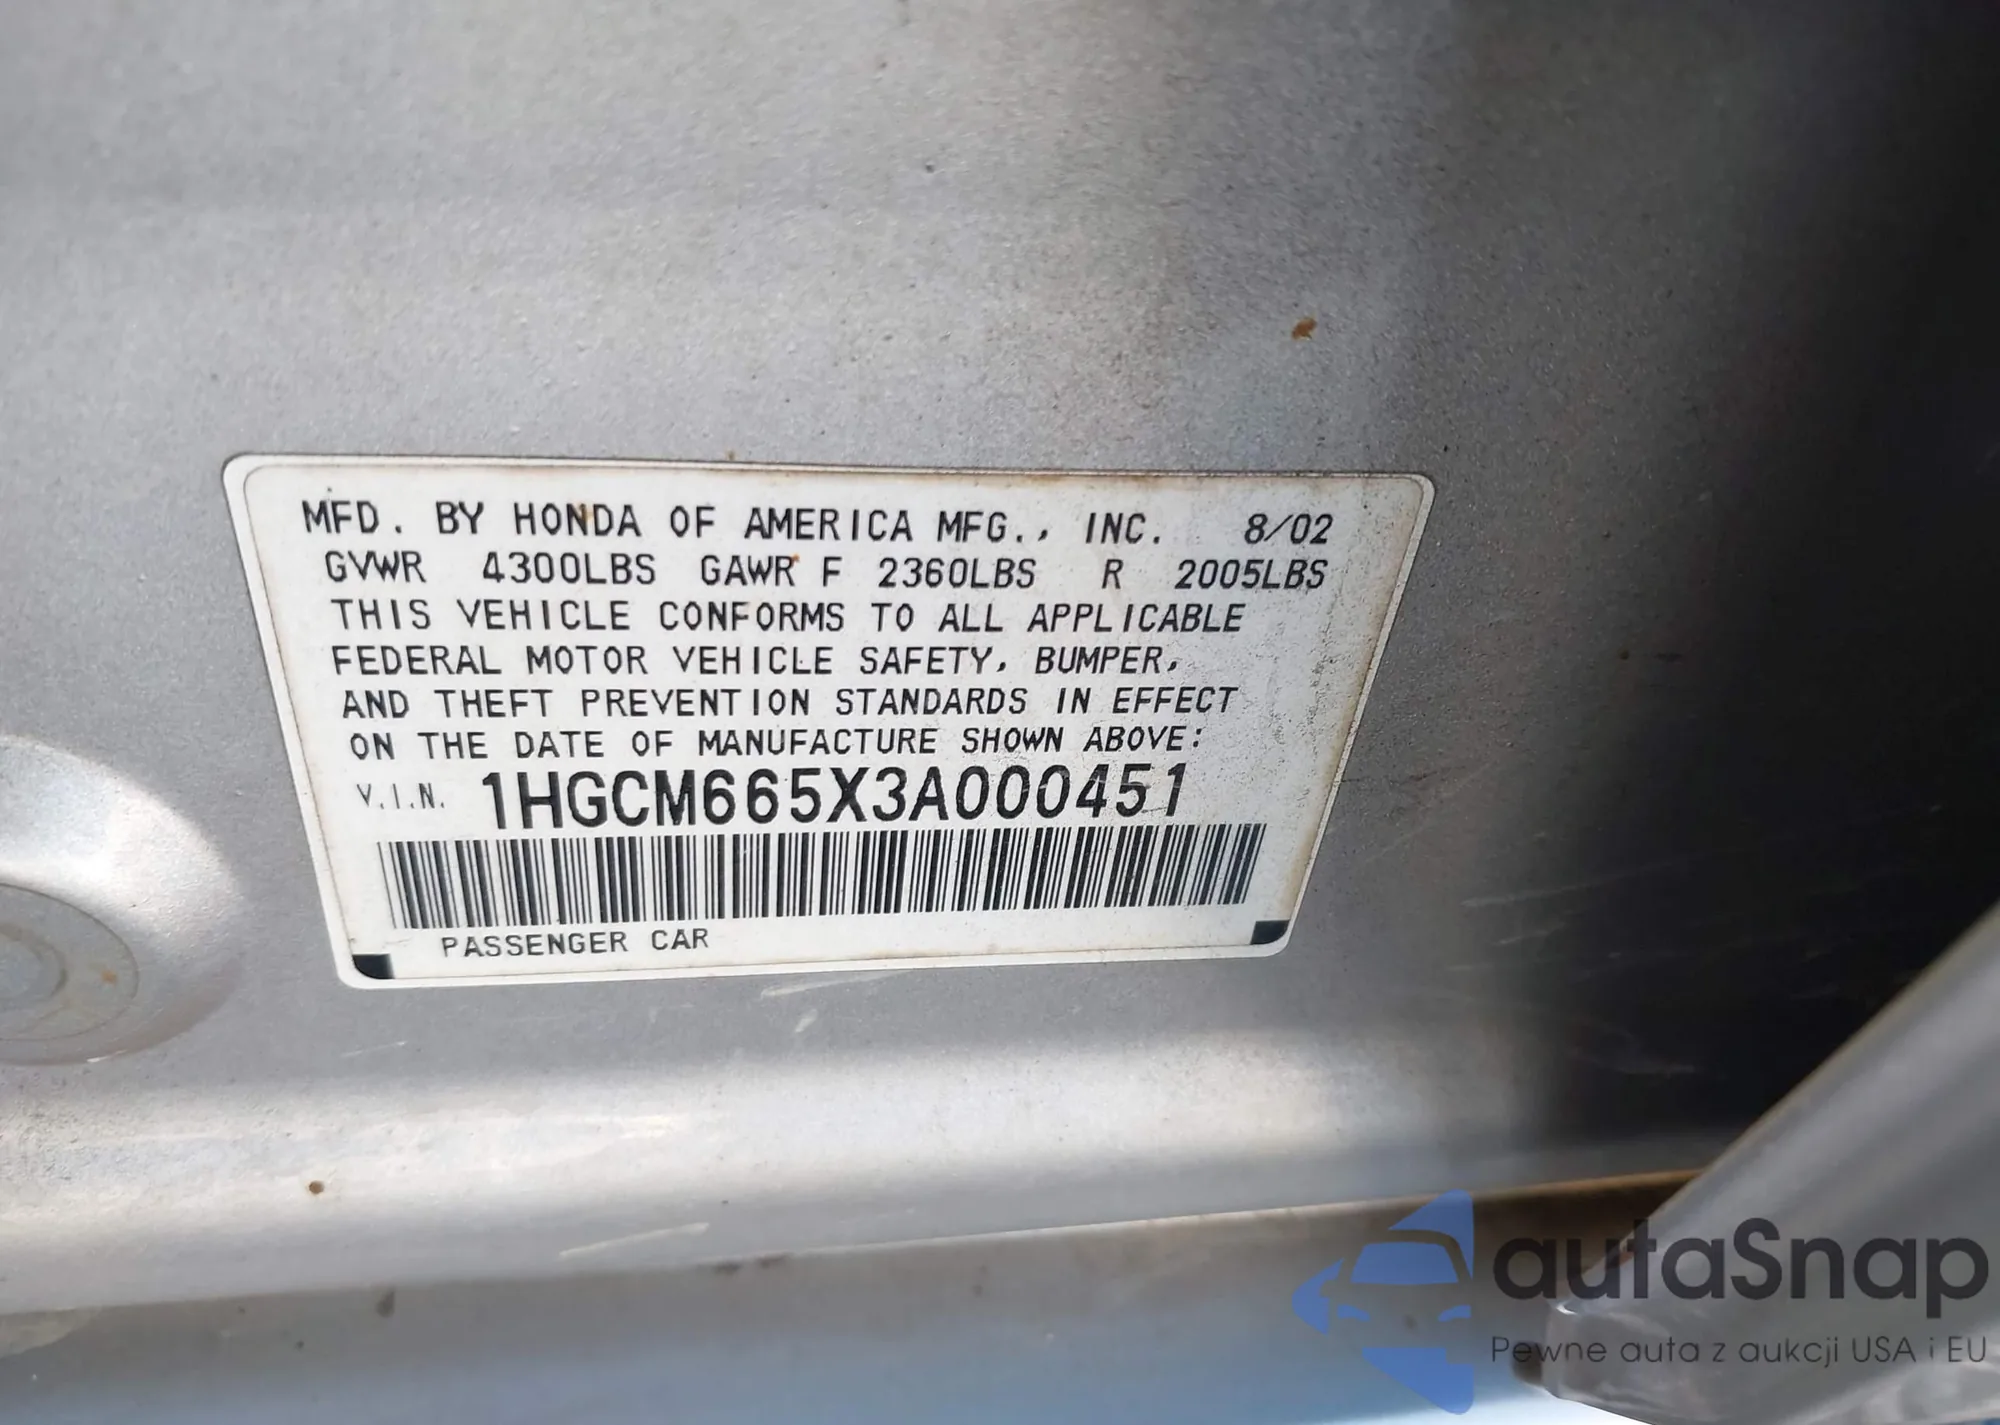 MFD. BY HONDA OF AMERICA MFG., INC. 8/02
GVWR 4300LBS GAWR F 2360LBS R 2005LBS
THIS VEHICLE CONFORMS TO ALL APPLICABLE
FEDERAL MOTOR VEHICLE SAFETY, BUMPER,
AND THEFT PREVENTION STANDARDS IN EFFECT
ON THE DATE OF MANUFACTURE SHOWN ABOVE:
V.I.N. 1HGCM665X3A000451
PASSENGER CAR
autaSnap
Pewne auta z aukcji USA i EU